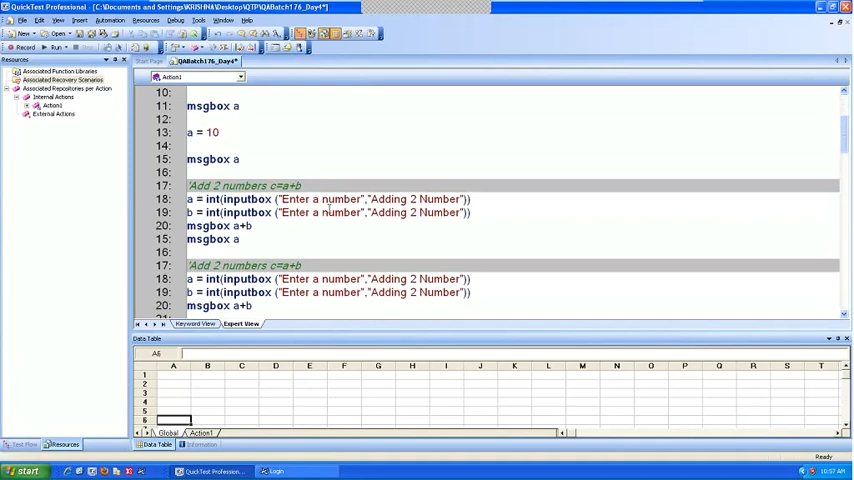 QuickTest Professional - [C:\Documents and Settings\KRISHNA\Desktop\QTP\QABatch176_Day4*]
File Edit View Insert Automation Resources Debug Tools Window Help
New Open
Record Run Stop
Resources
Associated Function Libraries
Associated Recovery Scenarios
Associated Repositories per Action
Internal Actions
Action1
External Actions
Start Page QABatch176_Day4*
Action1
10:
11: msgbox a
12:
13: a = 10
14:
15: msgbox a
16:
17: 'Add 2 numbers c=a+b
18: a = int(inputbox ("Enter a number","Adding 2 Number"))
19: b = int(inputbox ("Enter a number","Adding 2 Number"))
20: msgbox a+b
15: msgbox a
16:
17: 'Add 2 numbers c=a+b
18: a = int(inputbox ("Enter a number","Adding 2 Number"))
19: b = int(inputbox ("Enter a number","Adding 2 Number"))
20: msgbox a+b
Keyword View Expert View
Data Table
A6
A B C D E F G H I J K L M N O P Q R S T
1
2
3
4
5
6
Global Action1
Test Flow Resources Data Table Information
Ready
start QuickTest Profession... Login 10:57 AM